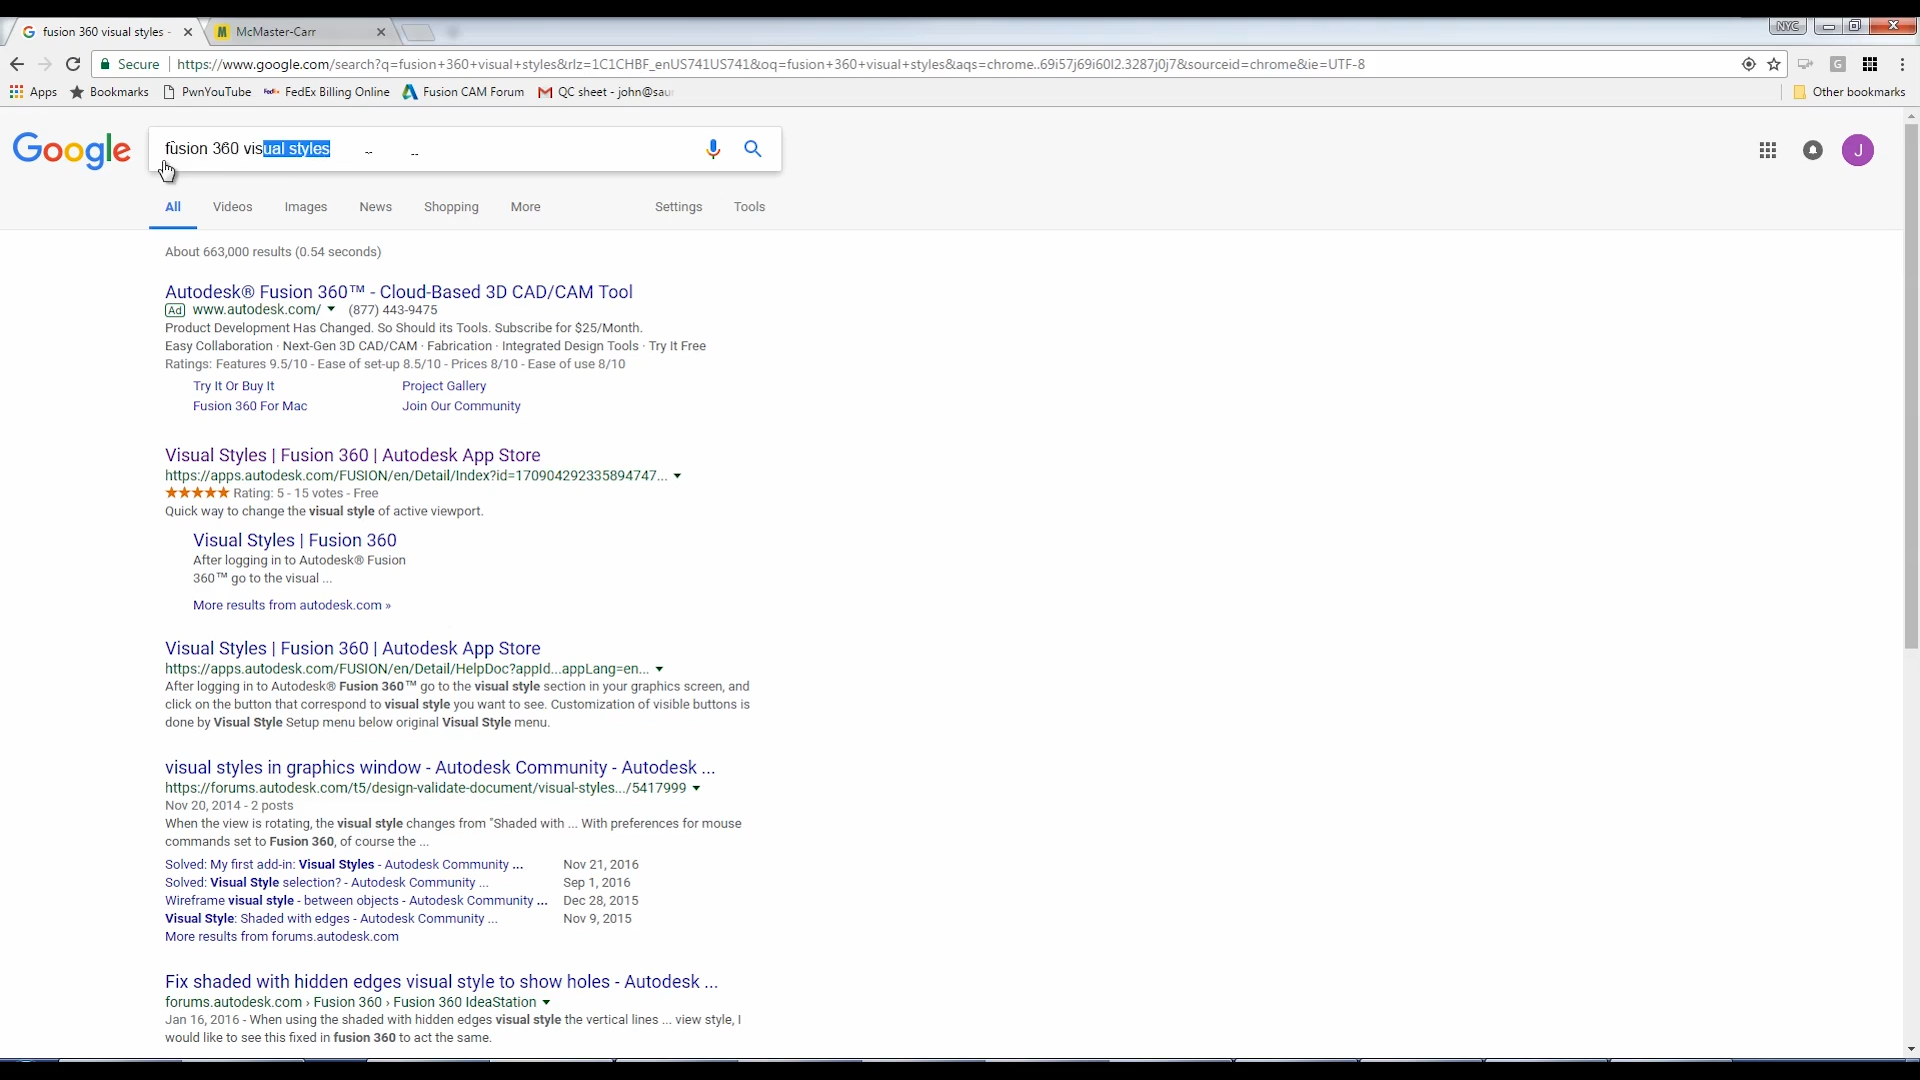 fusion 360 visual styles -
McMaster-Carr
NYC
Secure
https://www.google.com/search?q=fusion+360+visual+styles&rlz=1C1CHBF_enUS741US741&oq=fusion+360+visual+styles&aqs=chrome..69i57j69i60l2.3287j0j7&sourceid=chrome&ie=UTF-8
Apps Bookmarks PwnYouTube FedEx Billing Online Fusion CAM Forum QC sheet - john@sau Other bookmarks
Google
fusion 360 visual styles
J
All Videos Images News Shopping More Settings Tools
About 663,000 results (0.54 seconds)
Autodesk® Fusion 360™ - Cloud-Based 3D CAD/CAM Tool
Ad www.autodesk.com/ (877) 443-9475
Product Development Has Changed. So Should its Tools. Subscribe for $25/Month.
Easy Collaboration · Next-Gen 3D CAD/CAM · Fabrication · Integrated Design Tools · Try It Free
Ratings: Features 9.5/10 - Ease of set-up 8.5/10 - Prices 8/10 - Ease of use 8/10
Try It Or Buy It Project Gallery
Fusion 360 For Mac Join Our Community
Visual Styles | Fusion 360 | Autodesk App Store
https://apps.autodesk.com/FUSION/en/Detail/Index?id=170904292335894747...
Rating: 5 - 15 votes - Free
Quick way to change the visual style of active viewport.
Visual Styles | Fusion 360
After logging in to Autodesk® Fusion
360™ go to the visual ...
More results from autodesk.com »
Visual Styles | Fusion 360 | Autodesk App Store
https://apps.autodesk.com/FUSION/en/Detail/HelpDoc?appId...appLang=en...
After logging in to Autodesk® Fusion 360™ go to the visual style section in your graphics screen, and
click on the button that correspond to visual style you want to see. Customization of visible buttons is
done by Visual Style Setup menu below original Visual Style menu.
visual styles in graphics window - Autodesk Community - Autodesk ...
https://forums.autodesk.com/t5/design-validate-document/visual-styles.../5417999
Nov 20, 2014 - 2 posts
When the view is rotating, the visual style changes from "Shaded with ... With preferences for mouse
commands set to Fusion 360, of course the ...
Solved: My first add-in: Visual Styles - Autodesk Community ... Nov 21, 2016
Solved: Visual Style selection? - Autodesk Community ... Sep 1, 2016
Wireframe visual style - between objects - Autodesk Community ... Dec 28, 2015
Visual Style: Shaded with edges - Autodesk Community ... Nov 9, 2015
More results from forums.autodesk.com
Fix shaded with hidden edges visual style to show holes - Autodesk ...
forums.autodesk.com › Fusion 360 › Fusion 360 IdeaStation
Jan 16, 2016 - When using the shaded with hidden edges visual style the vertical lines ... view style, I
would like to see this fixed in fusion 360 to act the same.